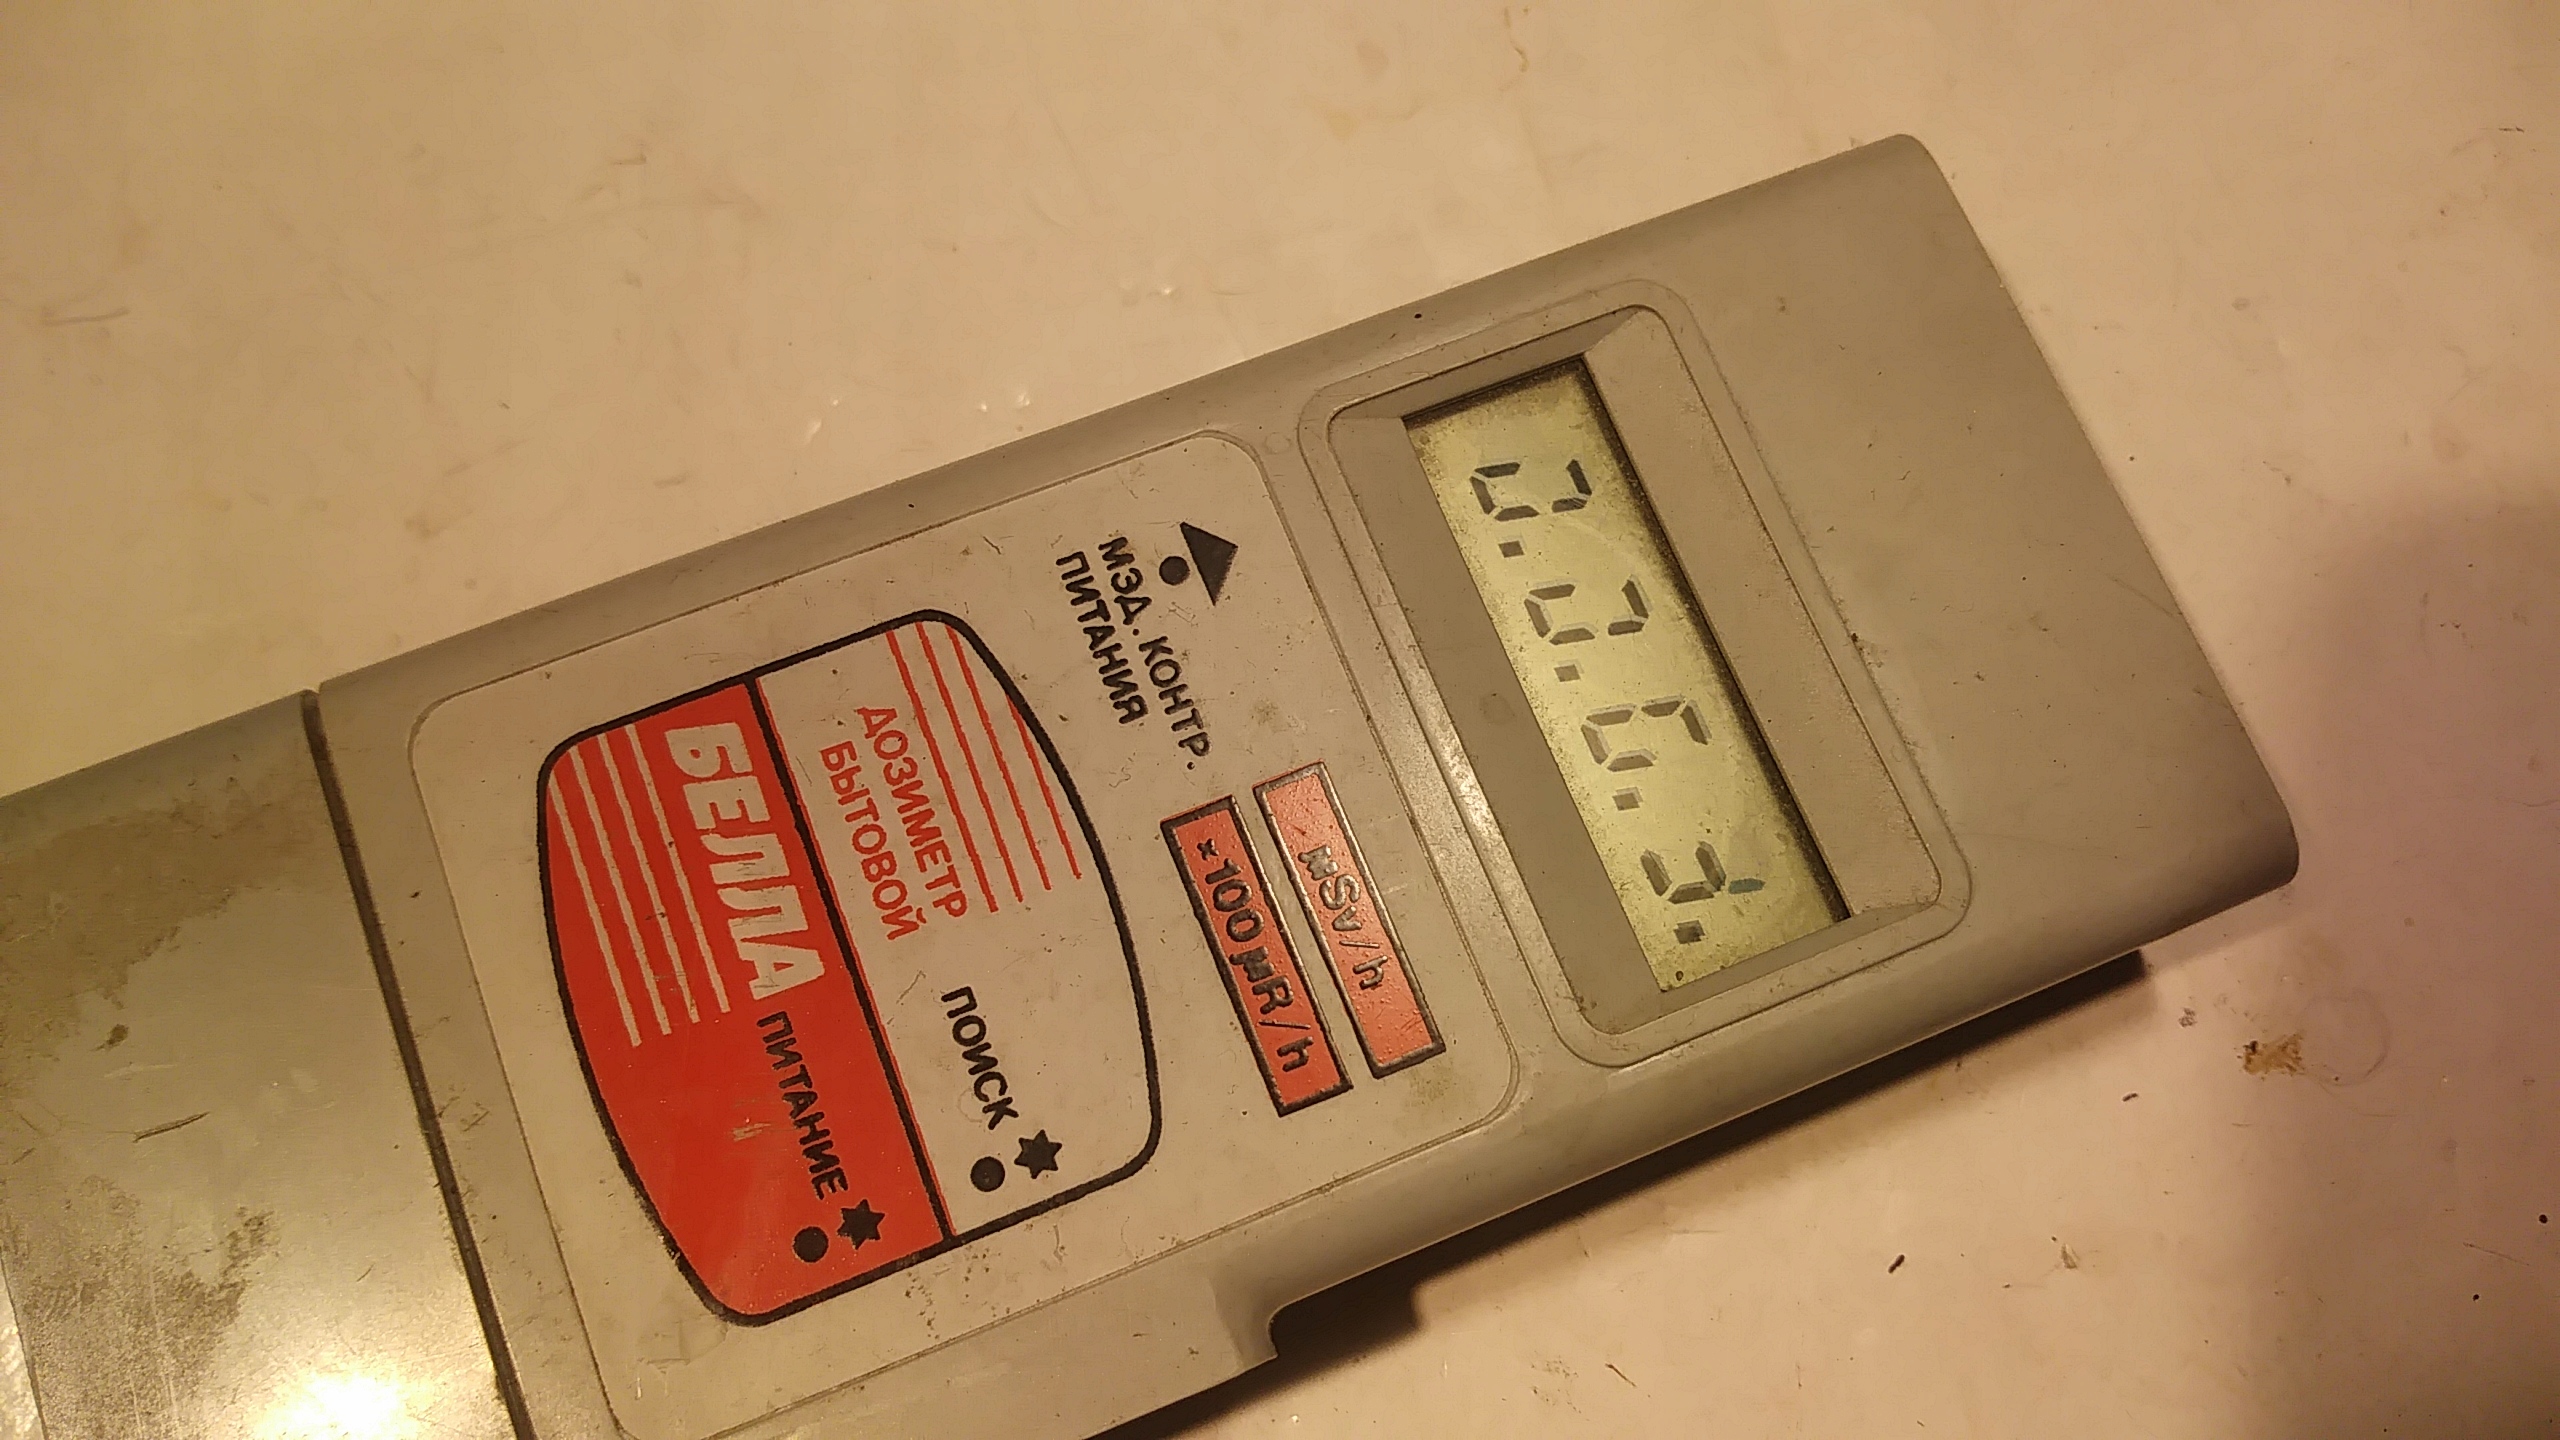 μSv/h
×100 μR/h
МЭД. КОНТР.
ПИТАНИЯ
ДОЗИМЕТР
БЫТОВОЙ
ПОИСК
БЕЛЛА
ПИТАНИЕ